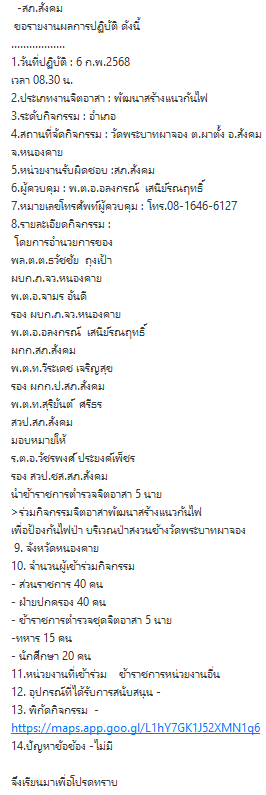 -สภ.สังคม
ขอรายงานผลการปฏิบัติ ดังนี้
..................
1.วันที่ปฏิบัติ : 6 ก.พ.2568
เวลา 08.30 น.
2.ประเภทงานจิตอาสา : พัฒนาสร้างแนวกันไฟ
3.ระดับกิจกรรม : อำเภอ
4.สถานที่จัดกิจกรรม : วัดพระบาทผาจอง ต.ผาตั้ง อ.สังคม
จ.หนองคาย
5.หน่วยงานรับผิดชอบ :สภ.สังคม
6.ผู้ควบคุม : พ.ต.อ.อลงกรณ์  เสนีย์รณฤทธิ์
7.หมายเลขโทรศัพท์ผู้ควบคุม : โทร.08-1646-6127
8.รายละเอียดกิจกรรม :
โดยการอำนวยการของ
พล.ต.ต.ธวัชชัย  ถุงเป้า
ผบก.ภ.จว.หนองคาย
พ.ต.อ.จามร อันดี
รอง ผบก.ภ.จว.หนองคาย
พ.ต.อ.อลงกรณ์  เสนีย์รณฤทธิ์
ผกก.สภ.สังคม
พ.ต.ท.วีระเดช เจริญสุข
รอง ผกก.ป.สภ.สังคม
พ.ต.ท.สุริยันต์ ศรีธร
สวป.สภ.สังคม
มอบหมายให้
ร.ต.อ.วัชรพงศ์ ประยงค์เพ็ชร
รอง สวป.ชส.สภ.สังคม
นำข้าราชการตำรวจจิตอาสา 5 นาย
>ร่วมกิจกรรมจิตอาสาพัฒนาสร้างแนวกันไฟ
เพื่อป้องกันไฟป่า บริเวณป่าสงวนข้างวัดพระบาทผาจอง
9. จังหวัดหนองคาย
10. จำนวนผู้เข้าร่วมกิจกรรม
- ส่วนราชการ 40 คน
- ฝ่ายปกครอง 40 คน
- ข้าราชการตำรวจชุดจิตอาสา 5 นาย
-ทหาร 15 คน
- นักศึกษา 20 คน
11.หน่วยงานที่เข้าร่วม   ข้าราชการหน่วยงานอื่น
12. อุปกรณ์ที่ได้รับการสนับสนุน -
13. พิกัดกิจกรรม  -
https://maps.app.goo.gl/L1hY7GK1J52XMN1q6
14.ปัญหาข้อข้อง -ไม่มี
จึงเรียนมาเพื่อโปรดทราบ